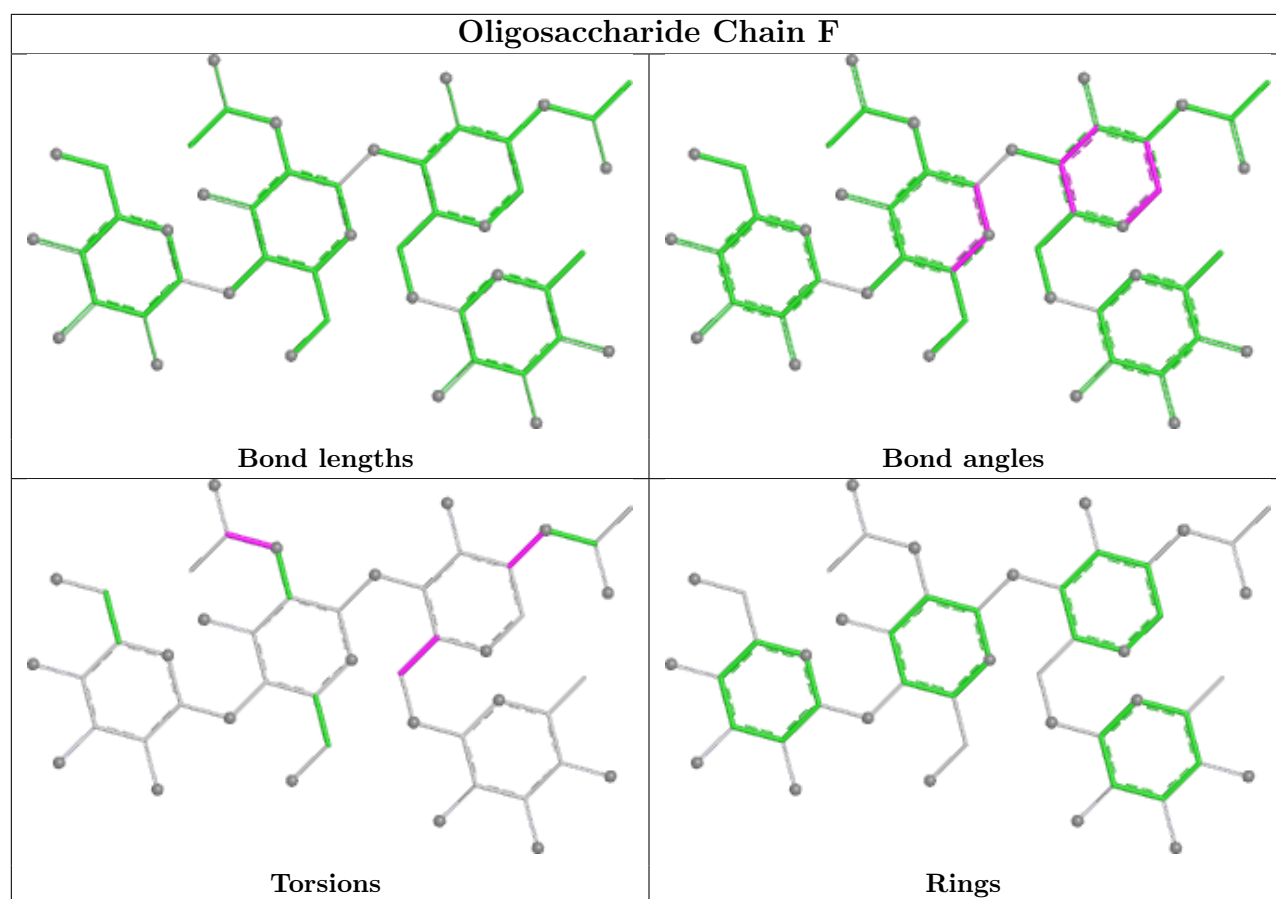 Oligosaccharide Chain F
Bond lengths
Bond angles
Torsions
Rings